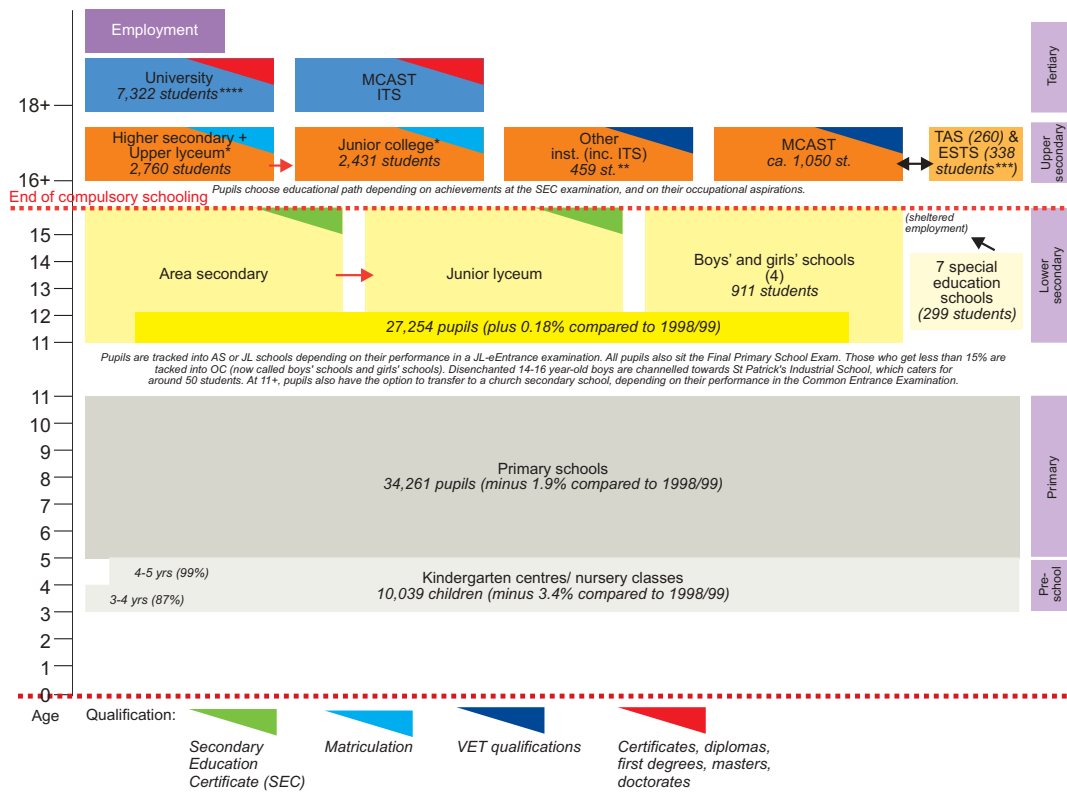 Employment
University
7,322 students****
MCAST
ITS
Tertiary
18+
Higher secondary +
Upper lyceum*
2,760 students
Junior college*
2,431 students
Other
inst. (inc. ITS)
459 st.**
MCAST
ca. 1,050 st.
TAS (260) &
ESTS (338
students***)
Upper
secondary
16+
Pupils choose educational path depending on achievements at the SEC examination, and on their occupational aspirations.
End of compulsory schooling
15
14
13
12
11
Area secondary
Junior lyceum
Boys' and girls' schools
(4)
911 students
(sheltered
employment)
7 special
education
schools
(299 students)
Lower
secondary
27,254 pupils (plus 0.18% compared to 1998/99)
Pupils are tracked into AS or JL schools depending on their performance in a JL-eEntrance examination. All pupils also sit the Final Primary School Exam. Those who get less than 15% are
tacked into OC (now called boys' schools and girls' schools). Disenchanted 14-16 year-old boys are channelled towards St Patrick's Industrial School, which caters for
around 50 students. At 11+, pupils also have the option to transfer to a church secondary school, depending on their performance in the Common Entrance Examination.
11
10
9
8
7
6
5
4
3
2
1
0
Primary schools
34,261 pupils (minus 1.9% compared to 1998/99)
Primary
4-5 yrs (99%)
3-4 yrs (87%)
Kindergarten centres/ nursery classes
10,039 children (minus 3.4% compared to 1998/99)
Pre-
school
Age
Qualification:
Secondary
Education
Certificate (SEC)
Matriculation
VET qualifications
Certificates, diplomas,
first degrees, masters,
doctorates